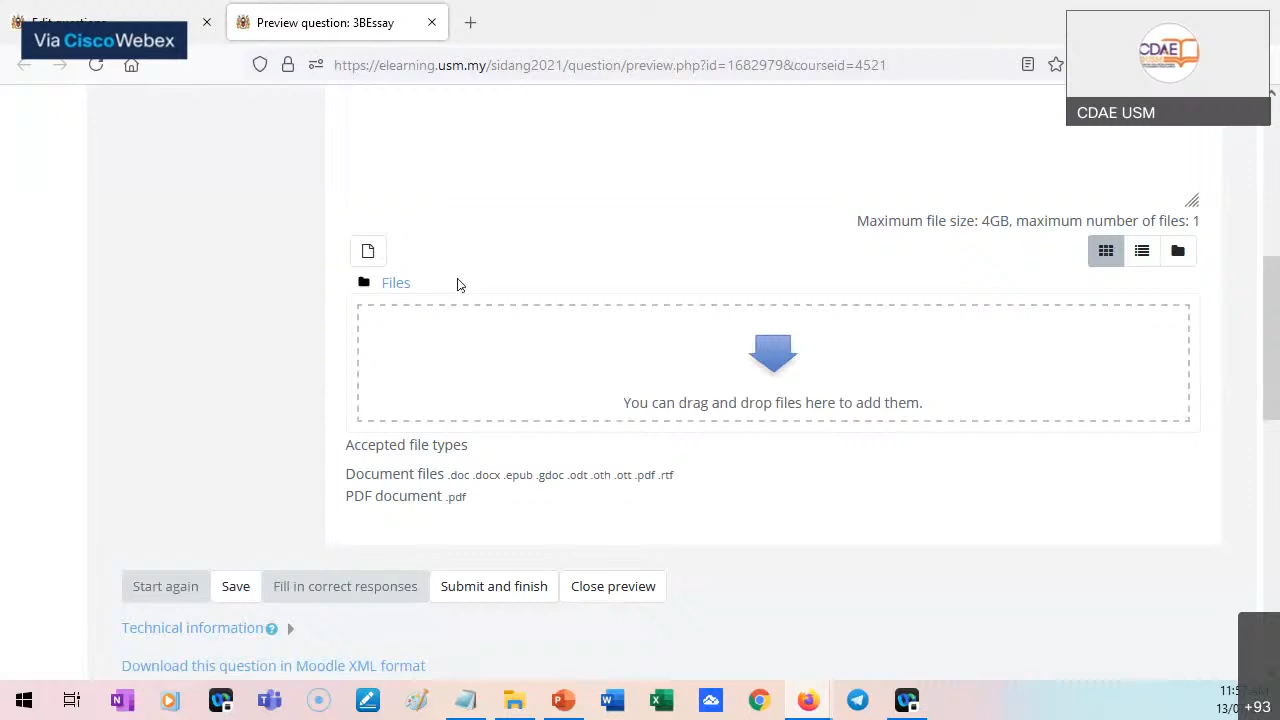 Edit questions
Preview question: 3BEssay
Via CiscoWebex
https://elearning.usm.my/sidang2021/question/preview.php?id=1682979&courseid=4521
CDAE
CDAE USM
Maximum file size: 4GB, maximum number of files: 1
Files
You can drag and drop files here to add them.
Accepted file types
Document files .doc .docx .epub .gdoc .odt .oth .ott .pdf .rtf
PDF document .pdf
Start again
Save
Fill in correct responses
Submit and finish
Close preview
Technical information
Download this question in Moodle XML format
+93